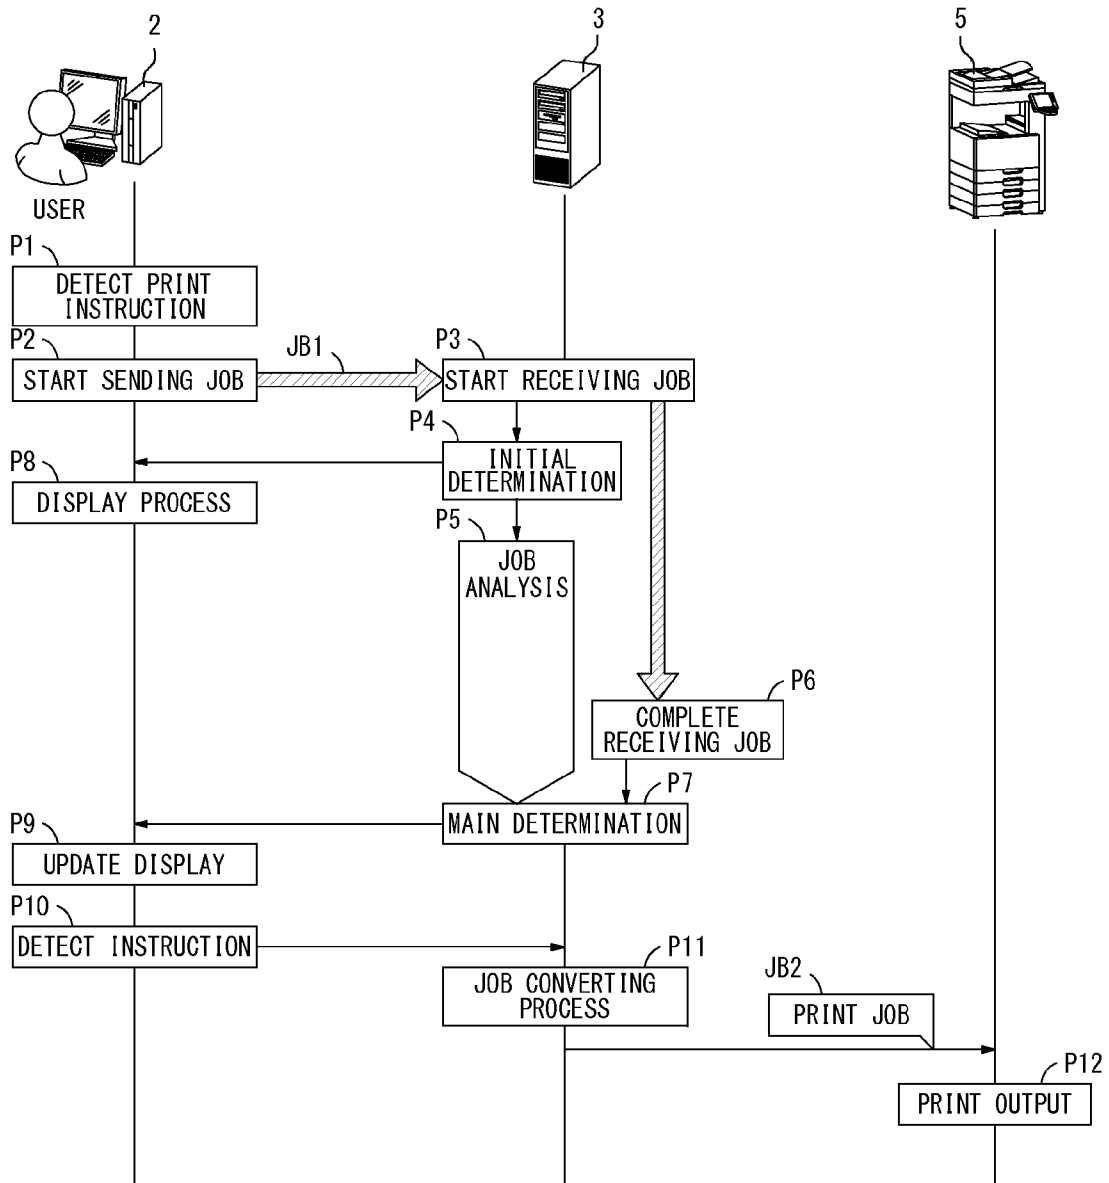 2
3
5
USER
P1
DETECT PRINT
INSTRUCTION
P2
START SENDING JOB
JB1
P3
START RECEIVING JOB
P4
INITIAL
DETERMINATION
P8
DISPLAY PROCESS
P5
JOB
ANALYSIS
P6
COMPLETE
RECEIVING JOB
P7
MAIN DETERMINATION
P9
UPDATE DISPLAY
P10
DETECT INSTRUCTION
P11
JOB CONVERTING
PROCESS
JB2
PRINT JOB
P12
PRINT OUTPUT